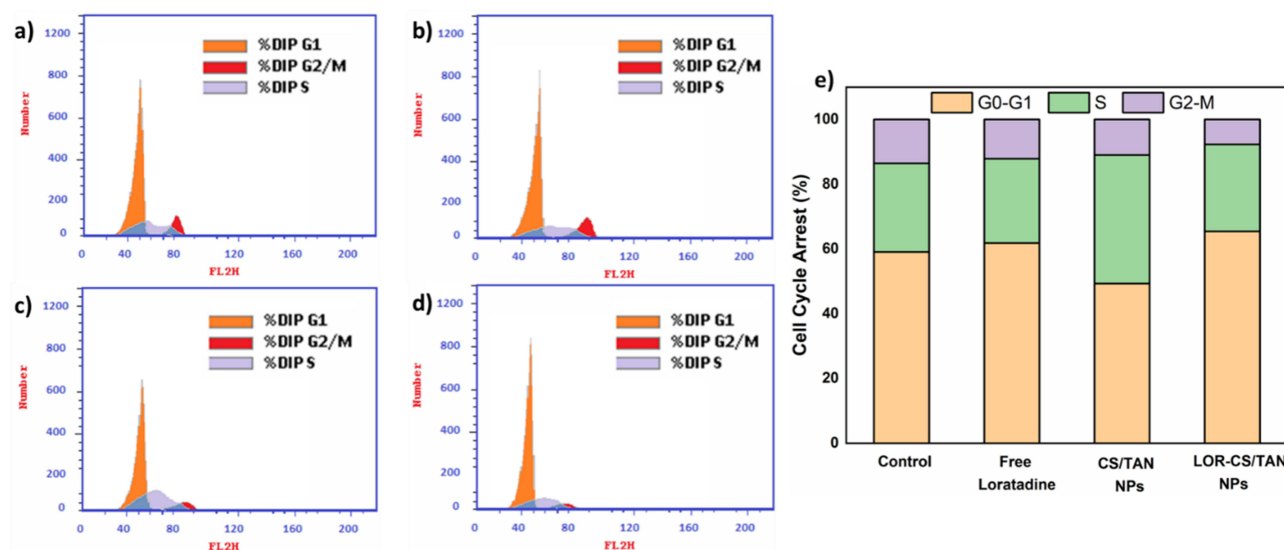 a)
1200
800
600
400
200
0
Number
%DIP G1
%DIP G2/M
%DIP S
0 40 80 120 160 200
FL2H
b)
1200
800
600
400
200
0
Number
%DIP G1
%DIP G2/M
%DIP S
0 40 80 120 160 200
FL2H
c)
1200
800
600
400
200
0
Number
%DIP G1
%DIP G2/M
%DIP S
0 40 80 120 160 200
FL2H
d)
1200
800
600
400
200
0
Number
%DIP G1
%DIP G2/M
%DIP S
0 40 80 120 160 200
FL2H
e)
G0-G1 S G2-M
100
80
60
40
20
0
Cell Cycle Arrest (%)
Control Free CS/TAN LOR-CS/TAN
Loratadine NPs NPs